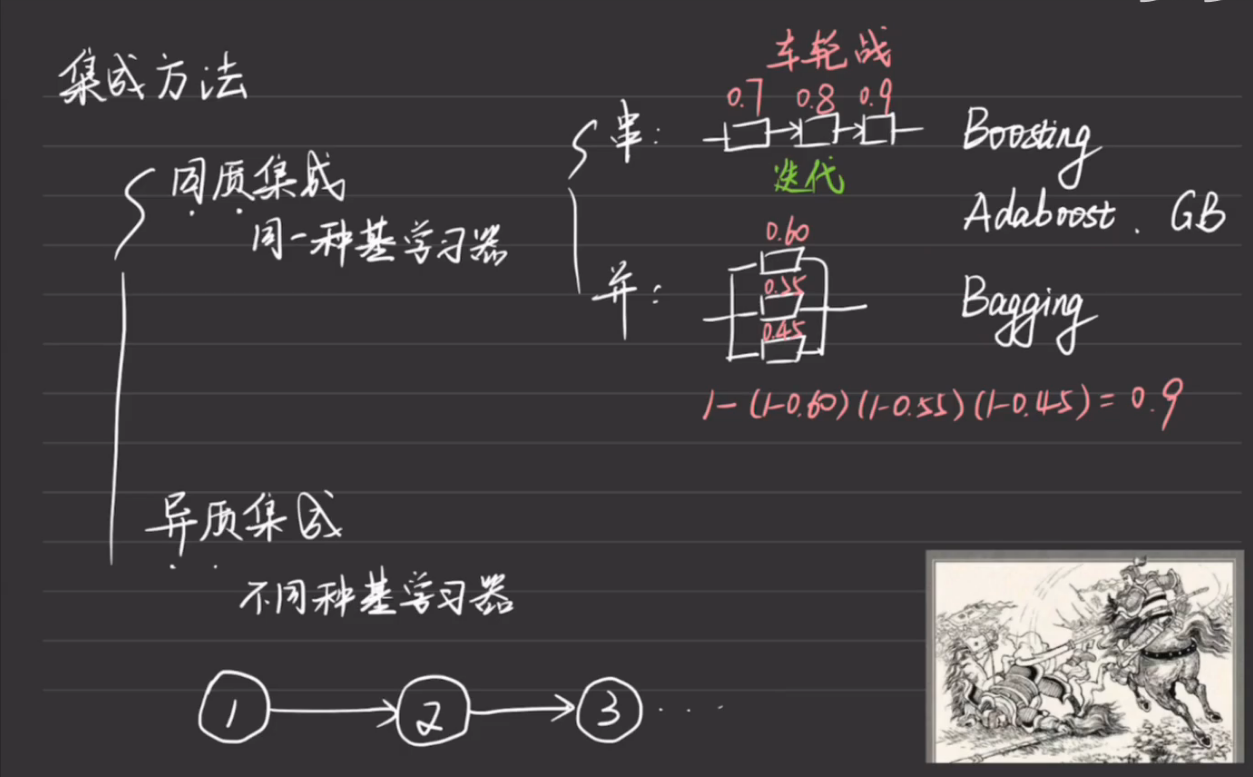 集成方法
同质集成
同一种基学习器
串:
车轮战
0.7 0.8 0.9
迭代
Boosting
Adaboost. GB
并:
0.60
0.55
0.45
Bagging
1-(1-0.60)(1-0.55)(1-0.45)=0.9
异质集成
不同种基学习器
1 2 3 ...